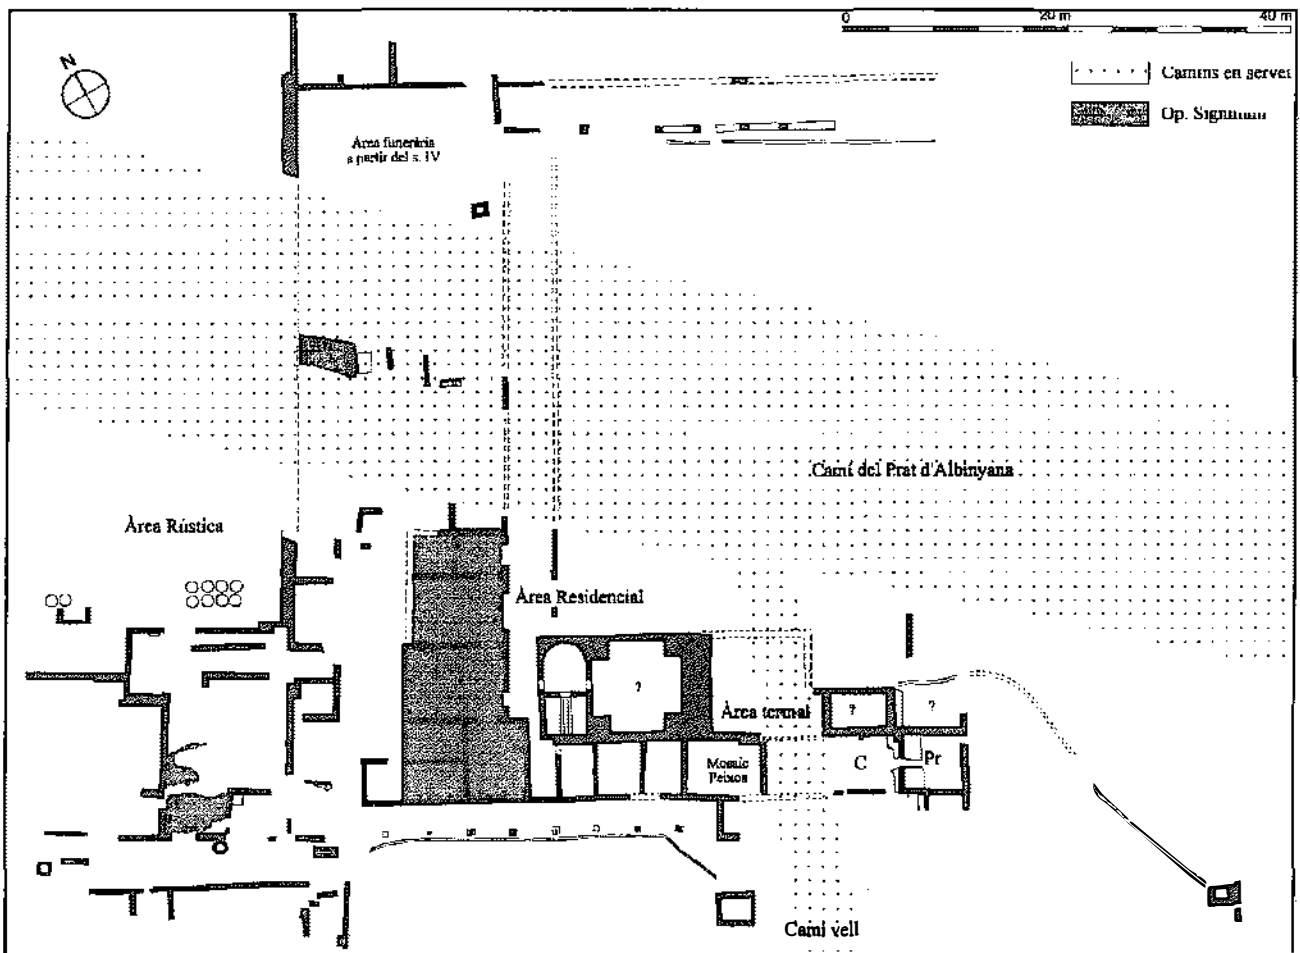 0 20 m 40 m
N
Camins en servei
Op. Signinum
Àrea funerària
a partir del s. IV
Camí del Prat d'Albinyana
Àrea Rústica
Àrea Residencial
?
Àrea termal
? ?
Mosaic
Peixos
C Pr
Camí vell